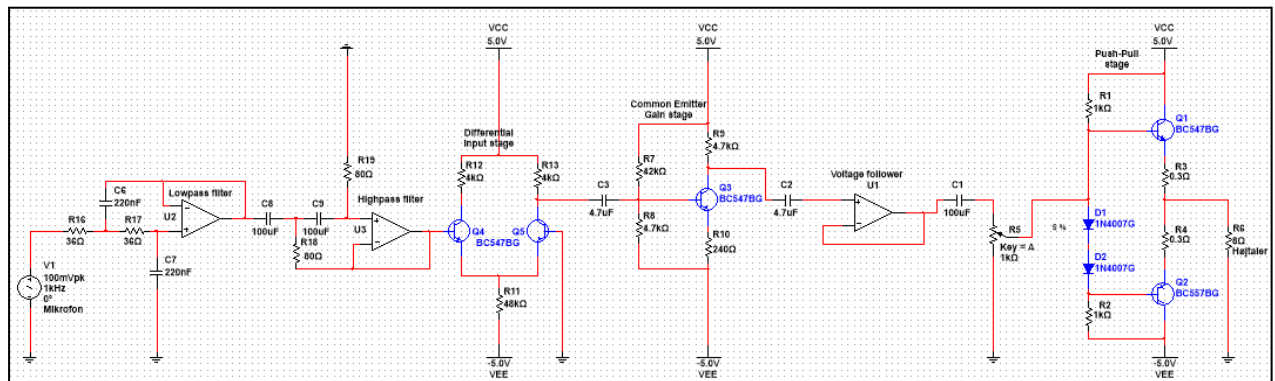 VCC
5.0V
VCC
5.0V
VCC
5.0V
Push-Pull
stage
R1
1kΩ
Q1
BC547BG
Common Emitter
Gain stage
Differential
Input stage
R9
4.7kΩ
R19
80Ω
R12
4kΩ
R13
4kΩ
R7
42kΩ
R3
0.3Ω
Voltage follower
U1
C6
220nF
Lowpass filter
Highpass filter
C3
4.7uF
Q3
BC547BG
C2
4.7uF
C1
100uF
U2
C8
100uF
C9
100uF
U3
R16
36Ω
R17
36Ω
R18
80Ω
Q4
Q5
BC547BG
R8
4.7kΩ
R10
240Ω
R5
Key = A
1kΩ
5 %
D1
1N4007G
R4
0.3Ω
R6
8Ω
Højtaler
V1
100mVpk
1kHz
0°
Mikrofon
C7
220nF
R11
48kΩ
D2
1N4007G
Q2
BC557BG
R2
1kΩ
-5.0V
VEE
-5.0V
VEE
-5.0V
VEE